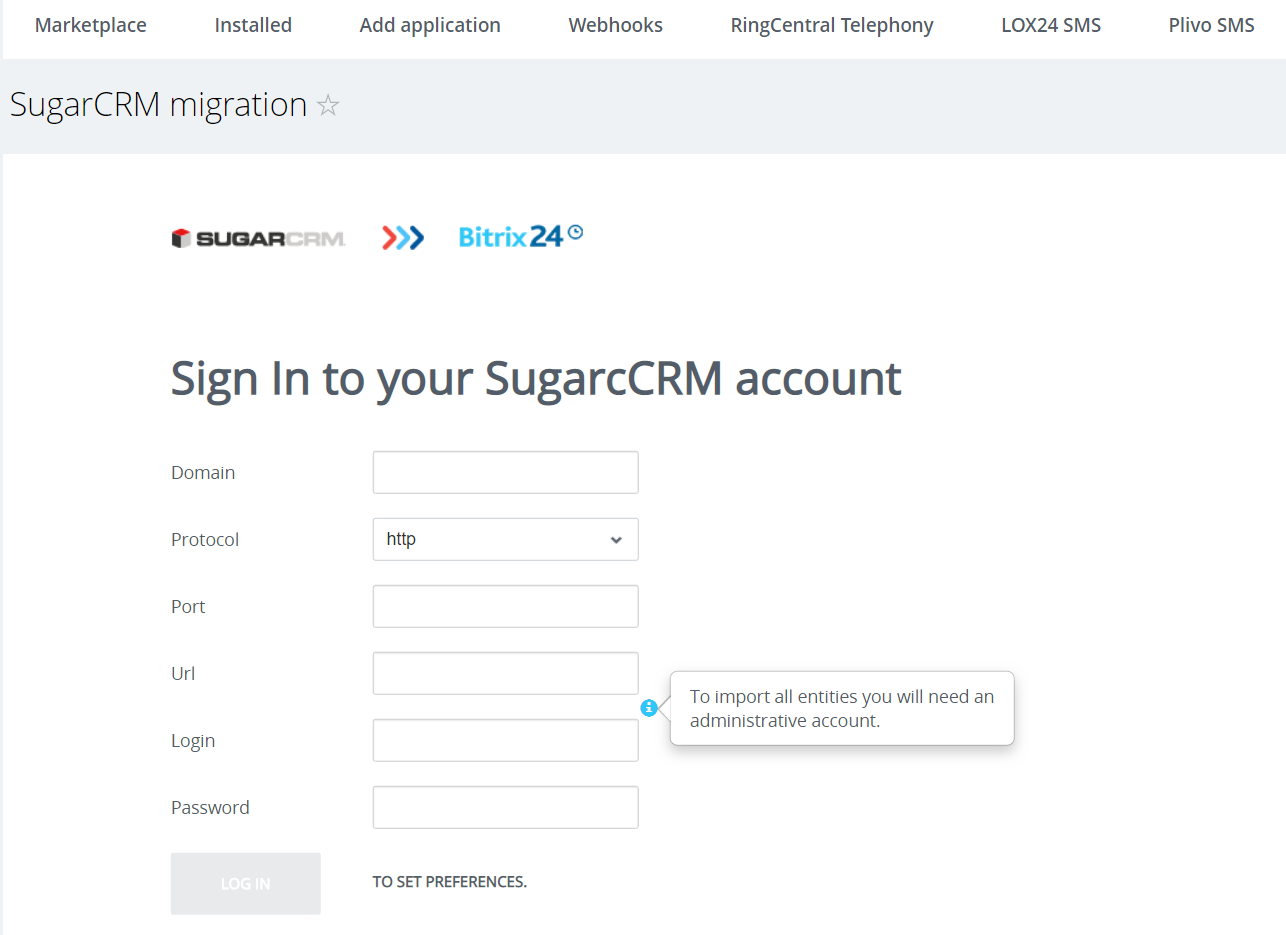 Marketplace Installed Add application Webhooks RingCentral Telephony LOX24 SMS Plivo SMS
SugarCRM migration
SUGARCRM Bitrix24
Sign In to your SugarcCRM account
Domain
Protocol http
Port
Url
To import all entities you will need an
administrative account.
Login
Password
LOG IN TO SET PREFERENCES.